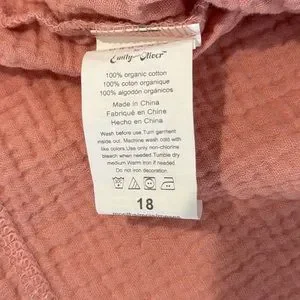 Emily and Oliver™
100% organic cotton
100% coton organique
100% algodón orgánicos
Made in China
Fabriqué en Chine
Hecho en China
Wash before use.Turn garment
inside out. Machine wash cold with
like colors.Use only non-chlorine
bleach when needed.Tumble dry
medium.Warm iron if needed
Do not iron decoration.
18